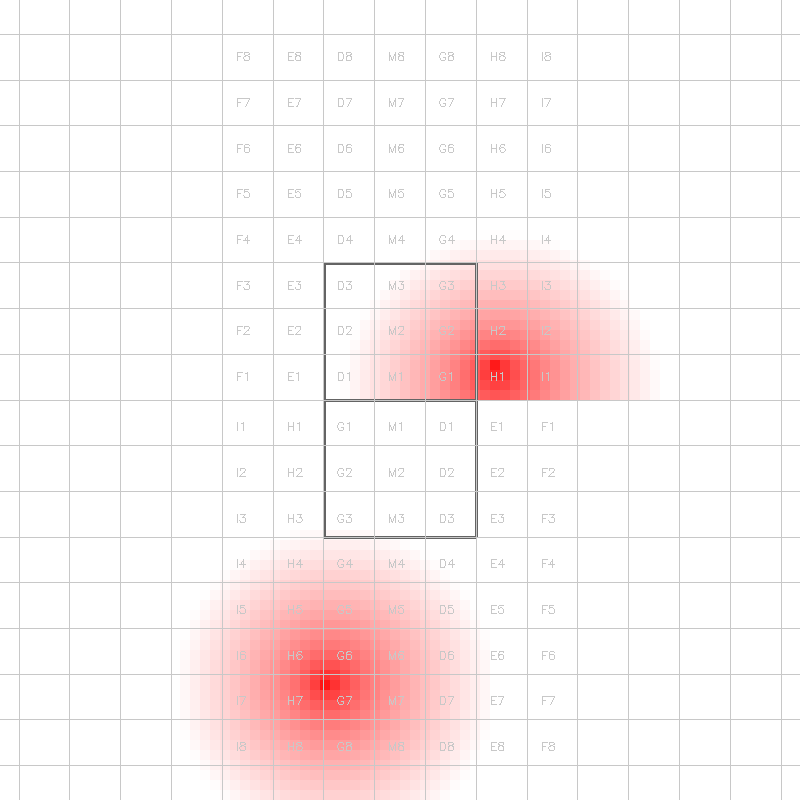 F8 E8 D8 M8 G8 H8 I8
F7 E7 D7 M7 G7 H7 I7
F6 E6 D6 M6 G6 H6 I6
F5 E5 D5 M5 G5 H5 I5
F4 E4 D4 M4 G4 H4 I4
F3 E3 D3 M3 G3 H3 I3
F2 E2 D2 M2 G2 H2 I2
F1 E1 D1 M1 G1 H1 I1
I1 H1 G1 M1 D1 E1 F1
I2 H2 G2 M2 D2 E2 F2
I3 H3 G3 M3 D3 E3 F3
I4 H4 G4 M4 D4 E4 F4
I5 H5 G5 M5 D5 E5 F5
I6 H6 G6 M6 D6 E6 F6
I7 H7 G7 M7 D7 E7 F7
I8 H8 G8 M8 D8 E8 F8